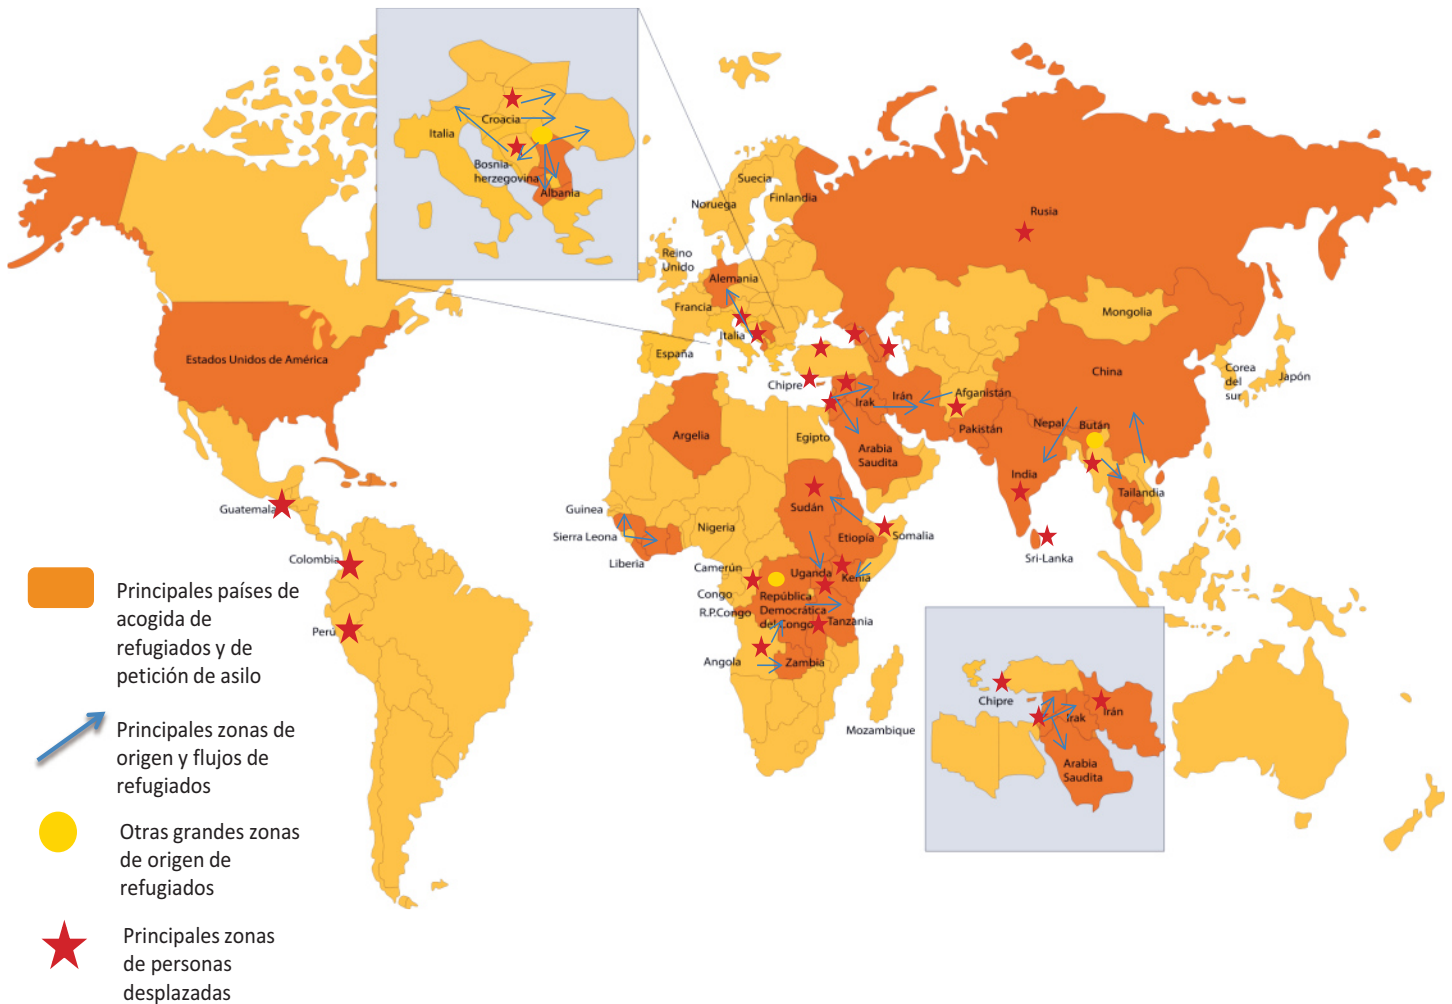 Croacia
Italia
Bosnia-
herzegovina
Albania
Suecia
Noruega
Finlandia
Rusia
Reino
Unido
Alemania
Francia
Italia
España
Mongolia
Estados Unidos de América
Chipre
Irak
Irán
Afganistán
China
Corea
del
sur
Japón
Argelia
Egipto
Arabia
Saudita
Pakistán
Nepal
Bután
India
Tailandia
Guatemala
Guinea
Sierra Leona
Liberia
Nigeria
Sudán
Etiopía
Somalia
Sri-Lanka
Colombia
Camerún
Congo
R.P.Congo
Uganda
Kenia
República
Democrática
del Congo
Tanzania
Perú
Angola
Zambia
Mozambique
Chipre
Irak
Irán
Arabia
Saudita
Principales países de
acogida de
refugiados y de
petición de asilo
Principales zonas de
origen y flujos de
refugiados
Otras grandes zonas
de origen de
refugiados
Principales zonas
de personas
desplazadas